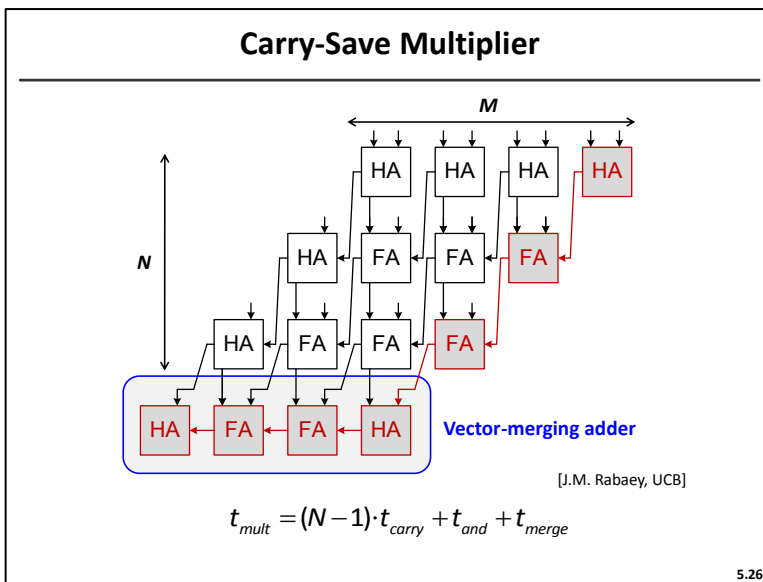 Carry-Save Multiplier
M
HA HA HA HA
N
HA FA FA FA
HA FA FA FA
HA FA FA HA
Vector-merging adder
[J.M. Rabaey, UCB]
t_mult = (N − 1)·t_carry + t_and + t_merge
5.26